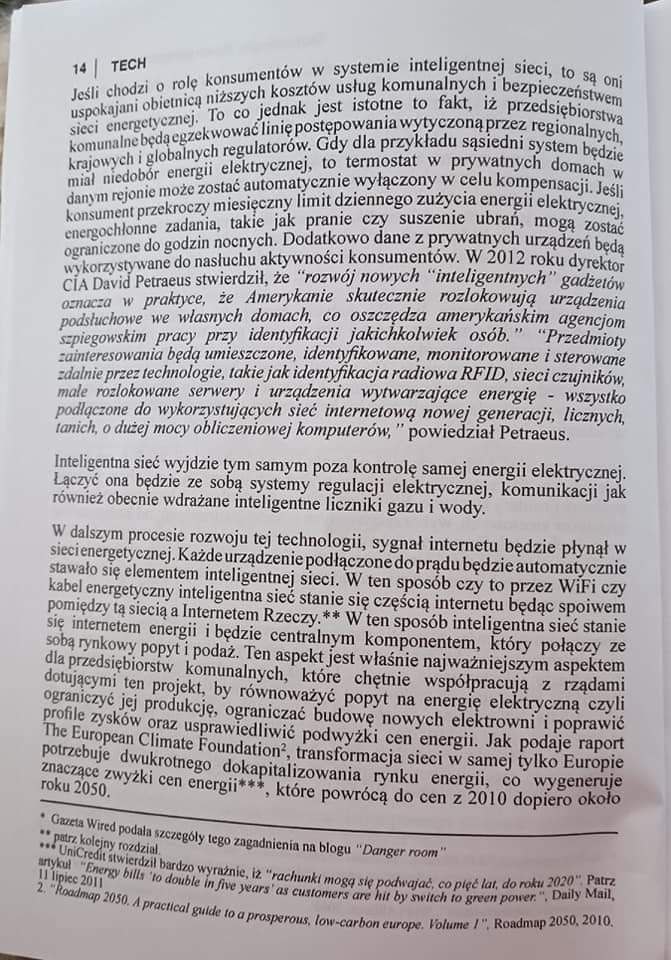 14 | TECH
Jeśli chodzi o rolę konsumentów w systemie inteligentnej sieci, to są oni
uspokajani obietnicą niższych kosztów usług komunalnych i bezpieczeństwem
sieci energetycznej. To co jednak jest istotne to fakt, iż przedsiębiorstwa
komunalne będą egzekwować linię postępowania wytyczoną przez regionalnych,
krajowych i globalnych regulatorów. Gdy dla przykładu sąsiedni system będzie
miał niedobór energii elektrycznej, to termostat w prywatnych domach w
danym rejonie może zostać automatycznie wyłączony w celu kompensacji. Jeśli
konsument przekroczy miesięczny limit dziennego zużycia energii elektrycznej,
energochłonne zadania, takie jak pranie czy suszenie ubrań, mogą zostać
ograniczone do godzin nocnych. Dodatkowo dane z prywatnych urządzeń będą
wykorzystywane do nasłuchu aktywności konsumentów. W 2012 roku dyrektor
CIA David Petraeus stwierdził, że "rozwój nowych "inteligentnych" gadżetów
oznacza w praktyce, że Amerykanie skutecznie rozlokowują urządzenia
podsłuchowe we własnych domach, co oszczędza amerykańskim agencjom
szpiegowskim pracy przy identyfikacji jakichkolwiek osób." "Przedmioty
zainteresowania będą umieszczone, identyfikowane, monitorowane i sterowane
zdalnie przez technologie, takie jak identyfikacja radiowa RFID, sieci czujników,
małe rozlokowane serwery i urządzenia wytwarzające energię - wszystko
podłączone do wykorzystujących sieć internetową nowej generacji, licznych,
tanich, o dużej mocy obliczeniowej komputerów," powiedział Petraeus.
Inteligentna sieć wyjdzie tym samym poza kontrolę samej energii elektrycznej.
Łączyć ona będzie ze sobą systemy regulacji elektrycznej, komunikacji jak
również obecnie wdrażane inteligentne liczniki gazu i wody.
W dalszym procesie rozwoju tej technologii, sygnał internetu będzie płynął w
sieci energetycznej. Każde urządzenie podłączone do prądu będzie automatycznie
stawało się elementem inteligentnej sieci. W ten sposób czy to przez WiFi czy
kabel energetyczny inteligentna sieć stanie się częścią internetu będąc spoiwem
pomiędzy tą siecią a Internetem Rzeczy.** W ten sposób inteligentna sieć stanie
się internetem energii i będzie centralnym komponentem, który połączy ze
sobą rynkowy popyt i podaż. Ten aspekt jest właśnie najważniejszym aspektem
dla przedsiębiorstw komunalnych, które chętnie współpracują z rządami
dotującymi ten projekt, by równoważyć popyt na energię elektryczną czyli
ograniczyć jej produkcję, ograniczać budowę nowych elektrowni i poprawić
profile zysków oraz usprawiedliwić podwyżki cen energii. Jak podaje raport
The European Climate Foundation², transformacja sieci w samej tylko Europie
potrzebuje dwukrotnego dokapitalizowania rynku energii, co wygeneruje
znaczące zwyżki cen energii***, które powrócą do cen z 2010 dopiero około
roku 2050.
* Gazeta Wired podała szczegóły tego zagadnienia na blogu "Danger room"
** patrz kolejny rozdział.
*** UniCredit stwierdził bardzo wyraźnie, iż "rachunki mogą się podwajać, co pięć lat, do roku 2020". Patrz
artykuł "Energy bills 'to double in five years' as customers are hit by switch to green power.", Daily Mail,
11 lipiec 2011
2. "Roadmap 2050. A practical guide to a prosperous, low-carbon europe. Volume 1", Roadmap 2050, 2010.